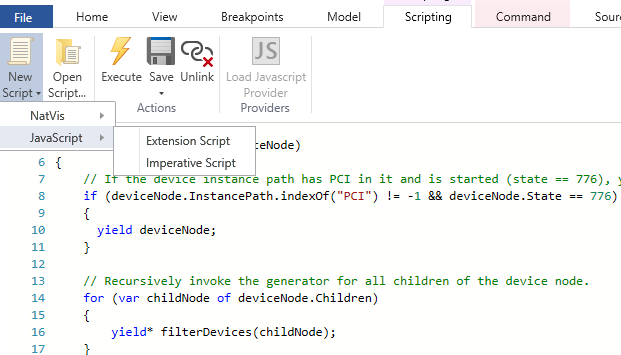 File Home View Breakpoints Model Scripting Command Sour
New Script Open Script... Execute Save Unlink Load Javascript Provider
Actions Providers
NatVis
JavaScript
Extension Script
Imperative Script
ceNode)
6 {
7 // If the device instance path has PCI in it and is started (state == 776), y
8 if (deviceNode.InstancePath.indexOf("PCI") != -1 && deviceNode.State == 776)
9 {
10 yield deviceNode;
11 }
12
13 // Recursively invoke the generator for all children of the device node.
14 for (var childNode of deviceNode.Children)
15 {
16 yield* filterDevices(childNode);
17 }